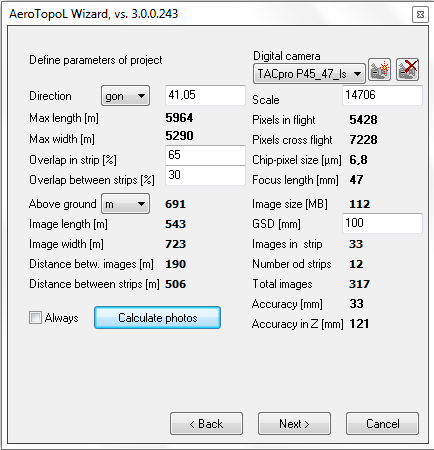 AeroTopoL Wizard, vs. 3.0.0.243
Define parameters of project
Direction gon 41,05
Max length [m] 5964
Max width [m] 5290
Overlap in strip [%] 65
Overlap between strips [%] 30
Above ground m 691
Image length [m] 543
Image width [m] 723
Distance betw. images [m] 190
Distance between strips [m] 506
Always Calculate photos
Digital camera
TACpro P45_47_Is
Scale 14706
Pixels in flight 5428
Pixels cross flight 7228
Chip-pixel size [µm] 6,8
Focus length [mm] 47
Image size [MB] 112
GSD [mm] 100
Images in strip 33
Number od strips 12
Total images 317
Accuracy [mm] 33
Accuracy in Z [mm] 121
< Back Next > Cancel